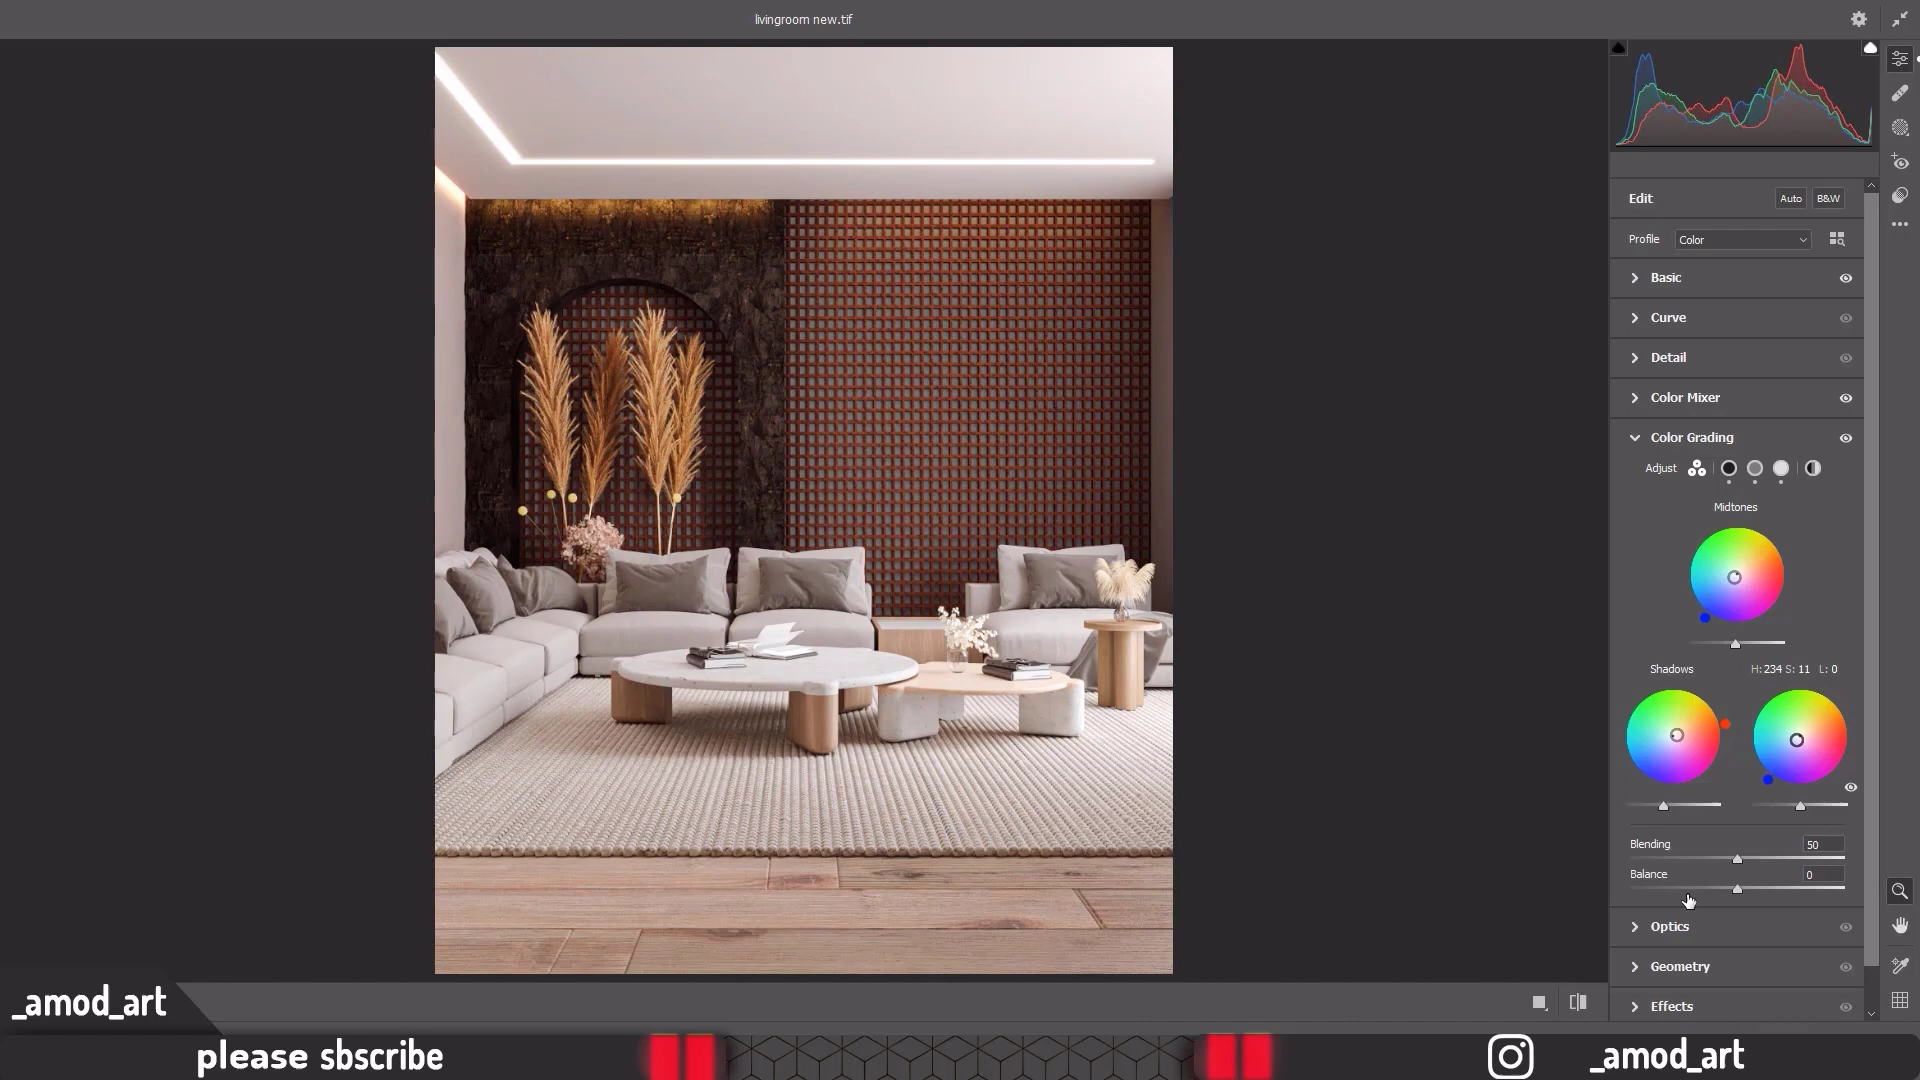 livingroom new.tif
Edit
Auto
B&W
Profile
Color
Basic
Curve
Detail
Color Mixer
Color Grading
Adjust
Midtones
Shadows
H: 234 S: 11 L: 0
Blending
50
Balance
0
Optics
Geometry
Effects
_amod_art
please sbscribe
_amod_art